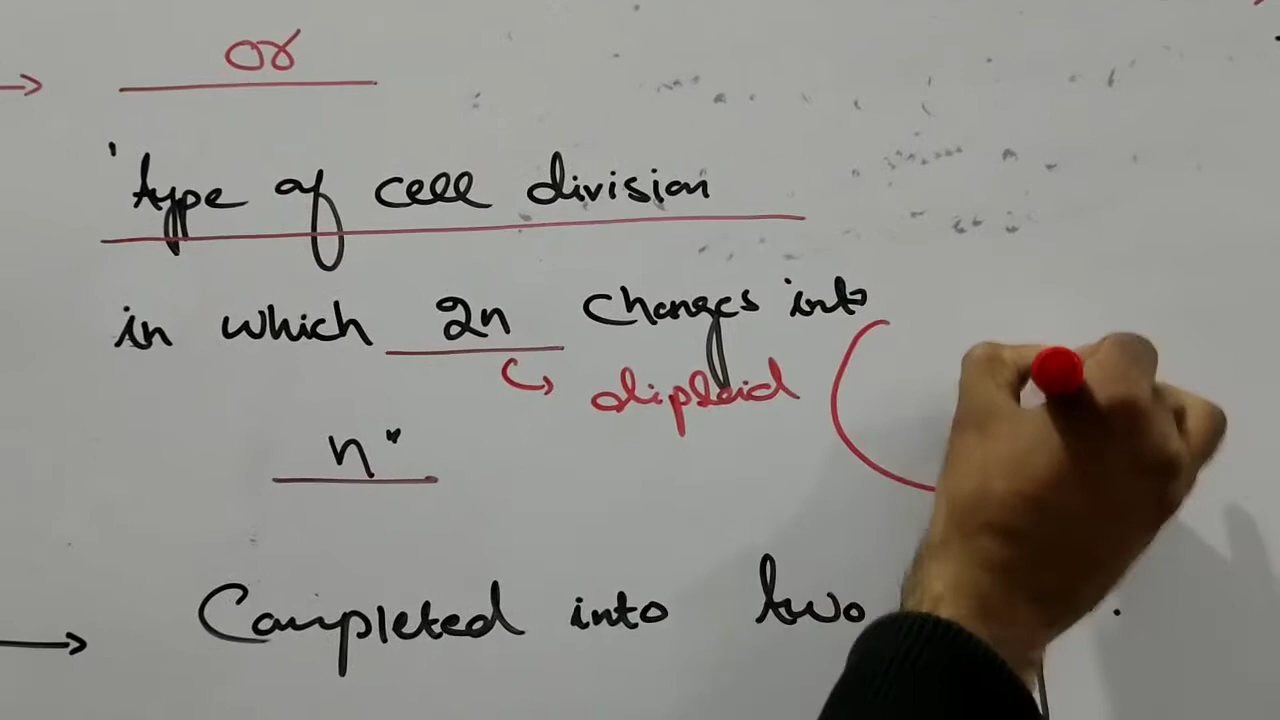 or
'type of cell division
in which 2n changes into
diploid
n"
Completed into two